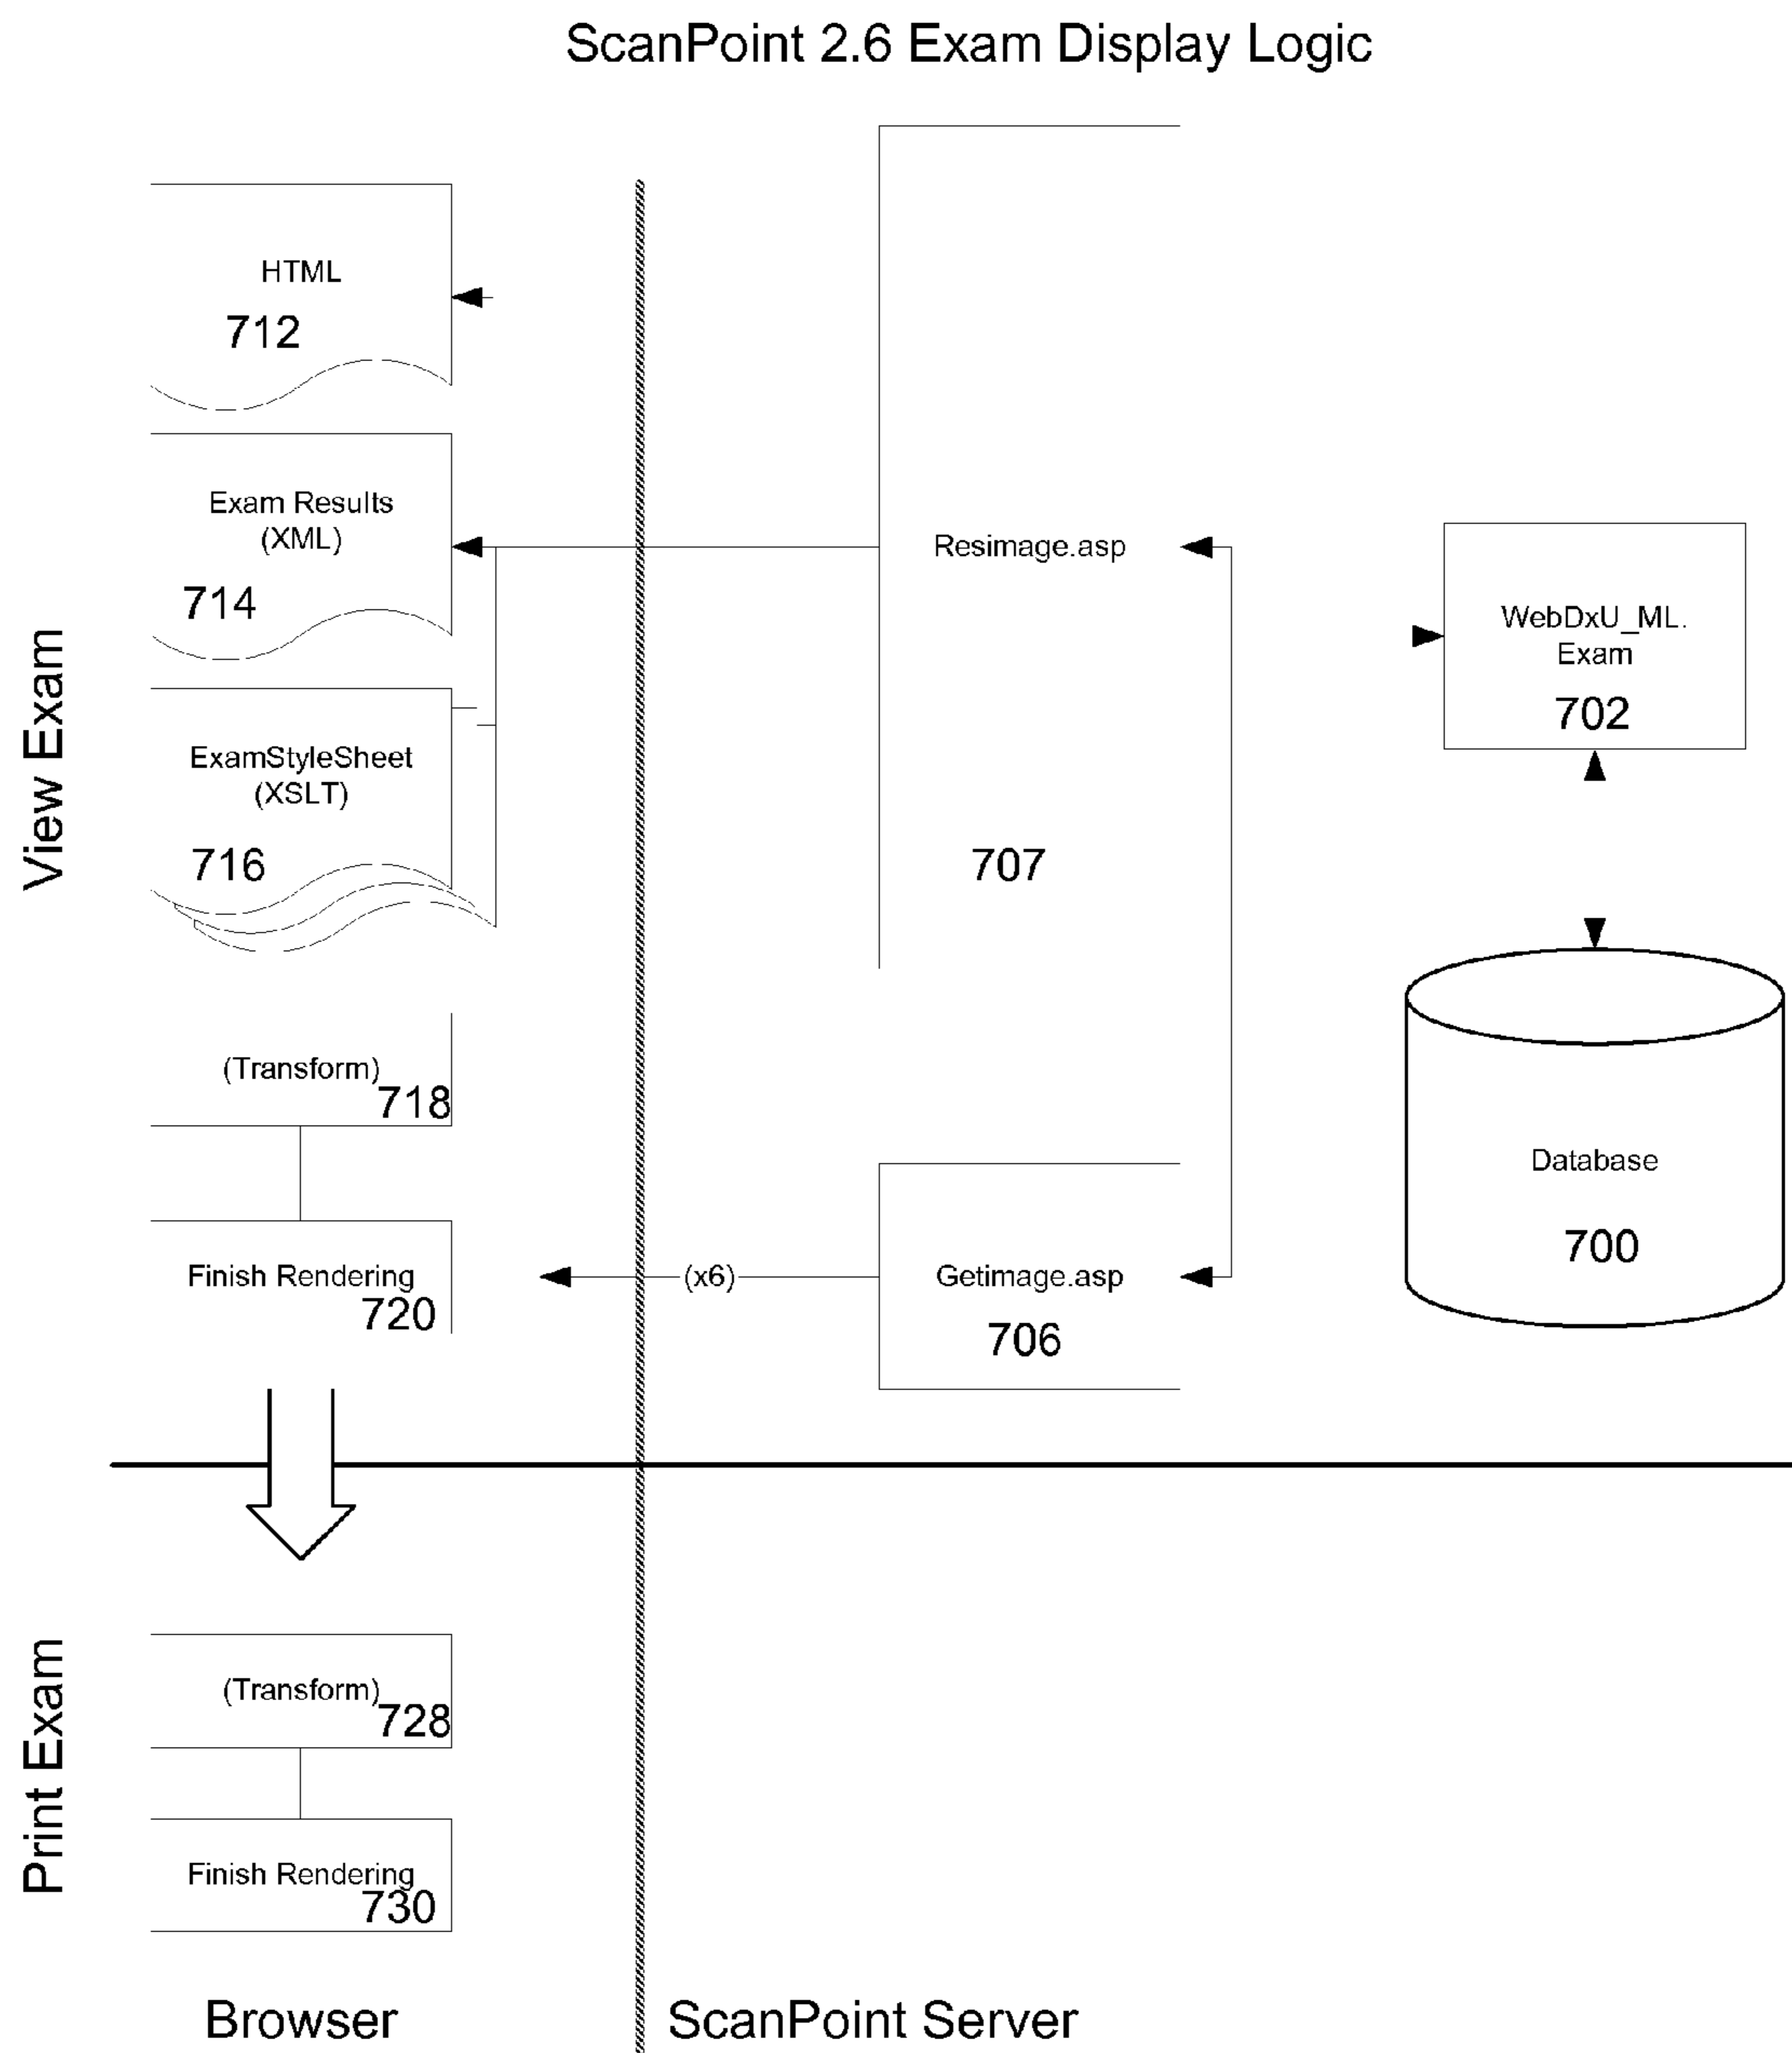 ScanPoint 2.6 Exam Display Logic
View Exam
HTML
712
Exam Results
(XML)
714
ExamStyleSheet
(XSLT)
716
(Transform)
718
Finish Rendering
720
Resimage.asp
707
(x6)
Getimage.asp
706
WebDxU_ML.
Exam
702
Database
700
Print Exam
(Transform)
728
Finish Rendering
730
Browser
ScanPoint Server